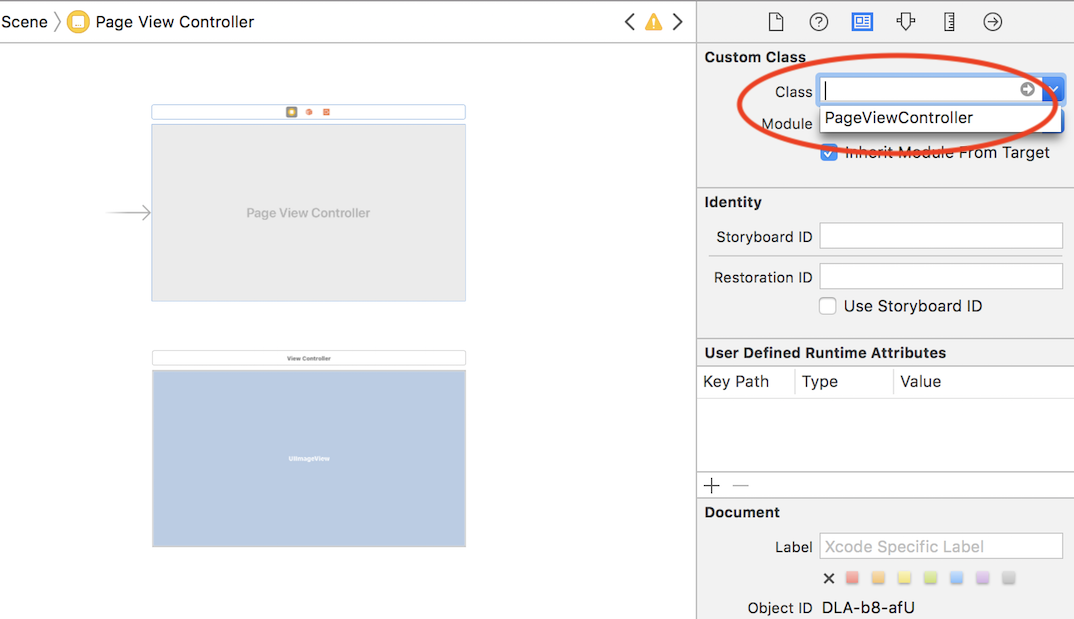 Scene
Page View Controller
Custom Class
Class
PageViewController
Module
Inherit Module From Target
Page View Controller
Identity
Storyboard ID
Restoration ID
Use Storyboard ID
View Controller
User Defined Runtime Attributes
Key Path Type Value
UIImageView
Document
Label Xcode Specific Label
Object ID DLA-b8-afU